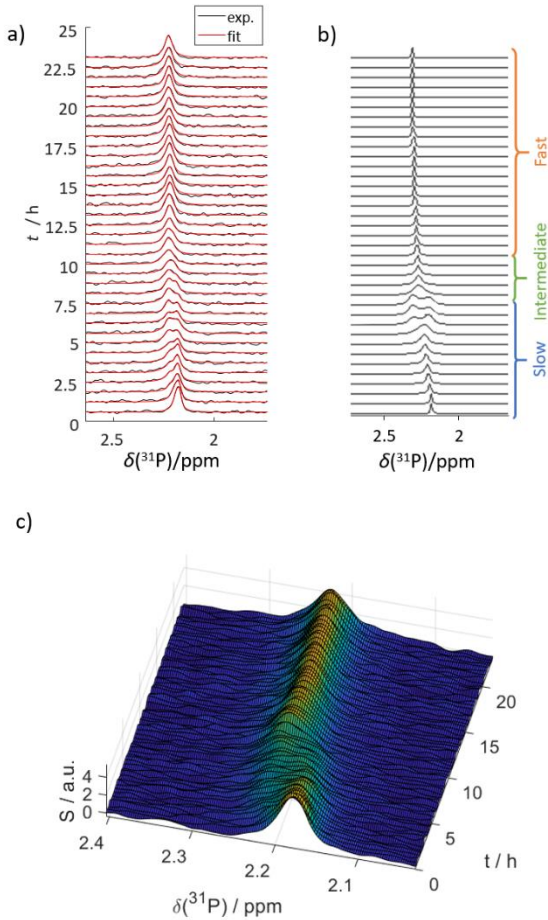 a)
exp.
fit
25
22.5
20
17.5
15
12.5
10
7.5
5
2.5
0
t / h
2.5
2
δ(³¹P)/ppm
b)
Fast
Intermediate
Slow
2.5
2
δ(³¹P)/ppm
c)
4
2
0
S / a.u.
2.4
2.3
2.2
2.1
δ(³¹P) / ppm
20
15
10
5
0
t / h